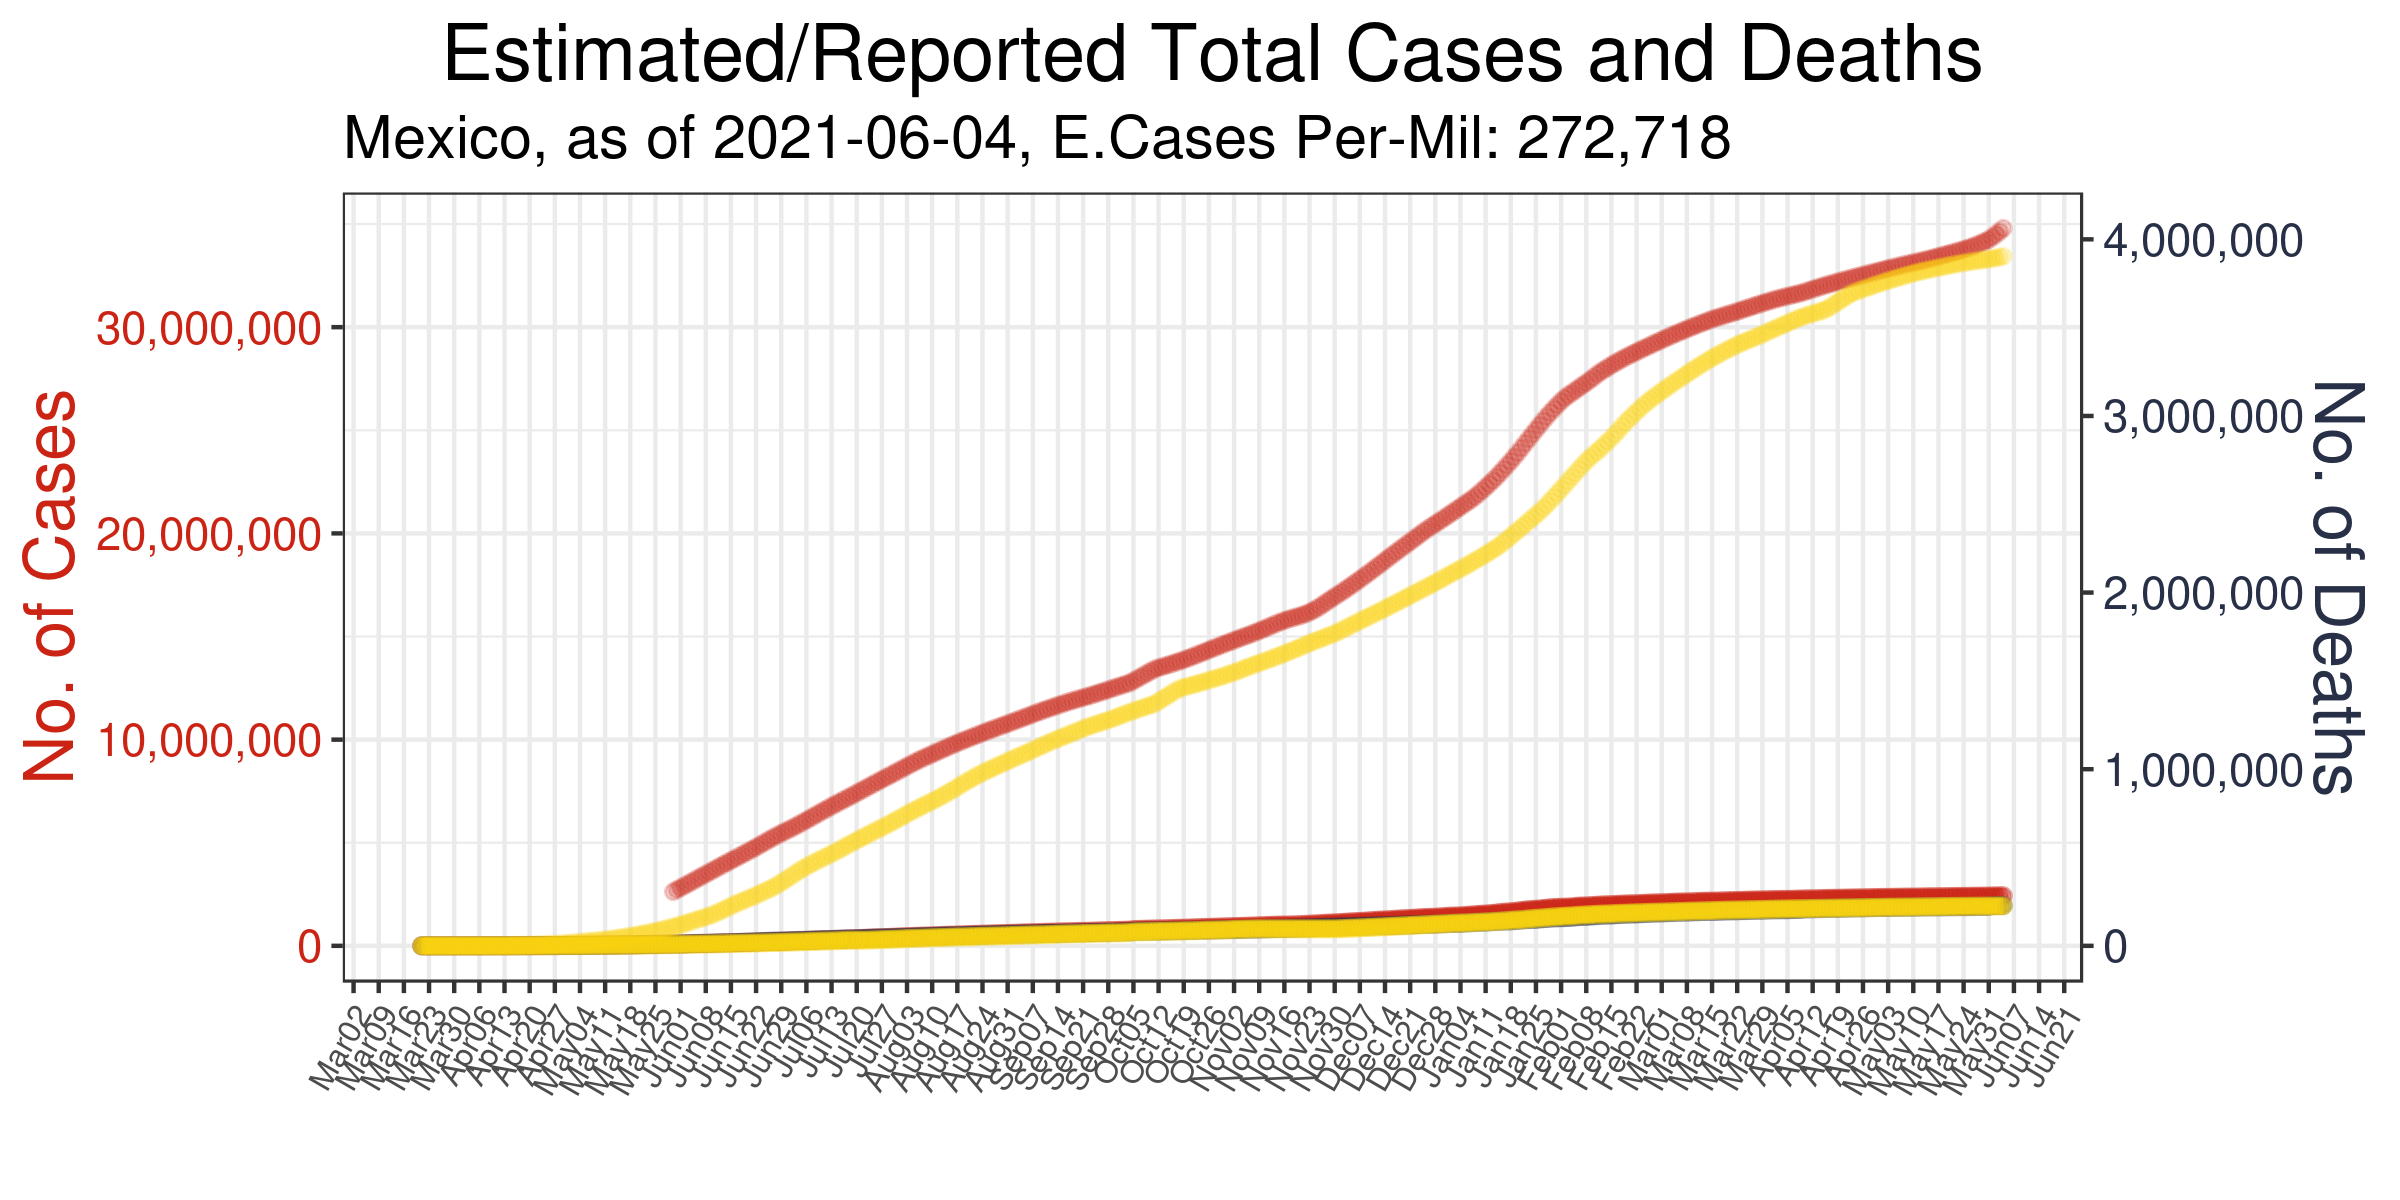 Estimated/Reported Total Cases and Deaths
Mexico, as of 2021-06-04, E.Cases Per-Mil: 272,718
No. of Cases
30,000,000
20,000,000
10,000,000
0
4,000,000
3,000,000
2,000,000
1,000,000
0
No. of Deaths
Mar02
Mar09
Mar16
Mar23
Mar30
Apr06
Apr13
Apr20
Apr27
May04
May11
May18
May25
Jun01
Jun08
Jun15
Jun22
Jun29
Jul06
Jul13
Jul20
Jul27
Aug03
Aug10
Aug17
Aug24
Aug31
Sep07
Sep14
Sep21
Sep28
Oct05
Oct12
Oct19
Oct26
Nov02
Nov09
Nov16
Nov23
Nov30
Dec07
Dec14
Dec21
Dec28
Jan04
Jan11
Jan18
Jan25
Feb01
Feb08
Feb15
Feb22
Mar01
Mar08
Mar15
Mar22
Mar29
Apr05
Apr12
Apr19
Apr26
May03
May10
May17
May24
May31
Jun07
Jun14
Jun21